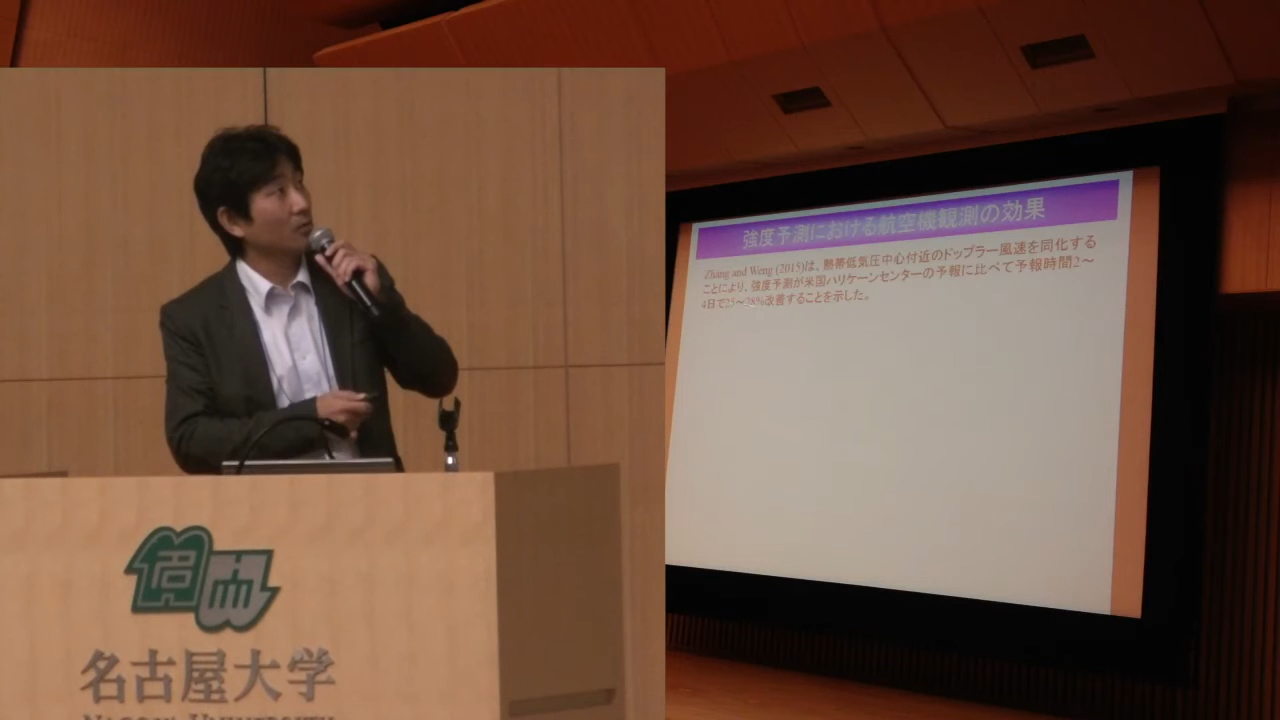 強度予測における航空機観測の効果
Zhang and Weng (2015)は、熱帯低気圧中心付近のドップラー風速を同化する
ことにより、強度予測が米国ハリケーンセンターの予報に比べて予報時間2～
4日で25～28%改善することを示した。
名古屋大学
NAGOYA UNIVERSITY